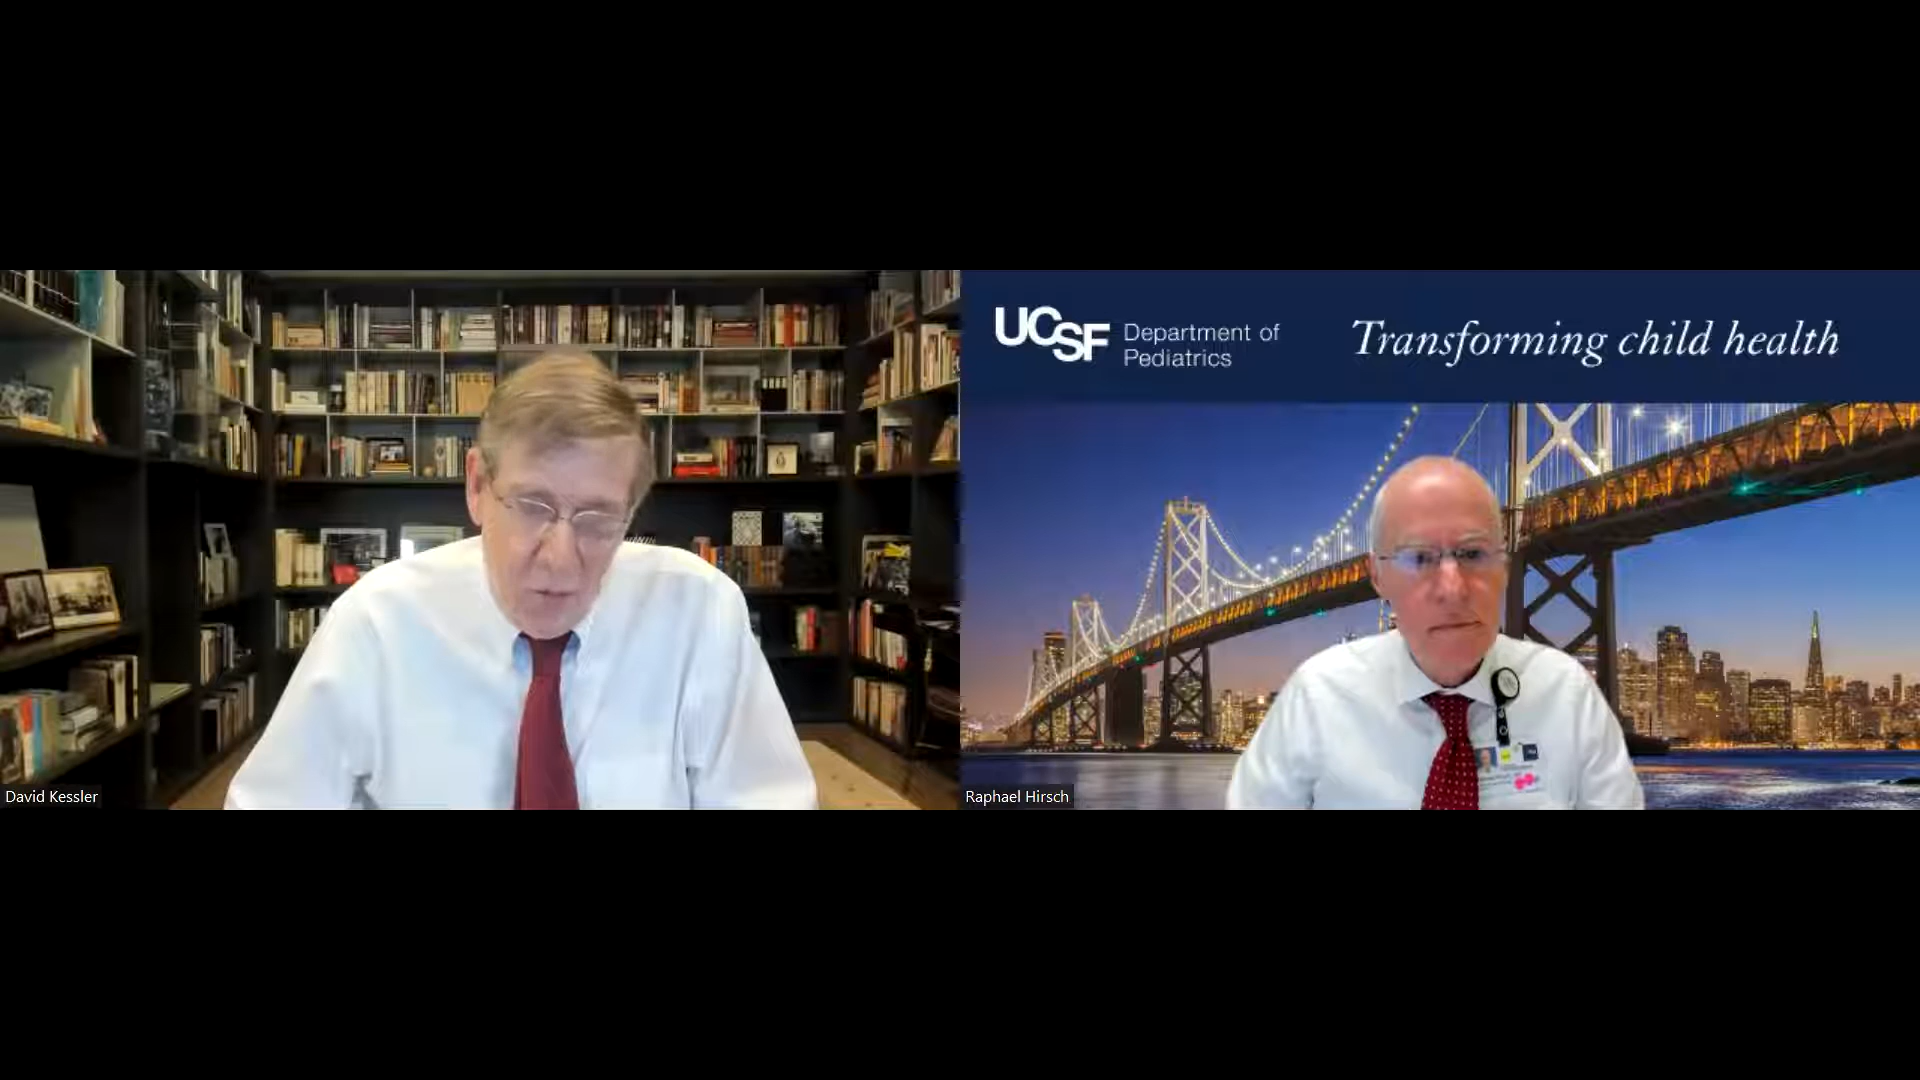 UCSF
Department of
Pediatrics
Transforming child health
David Kessler
Raphael Hirsch